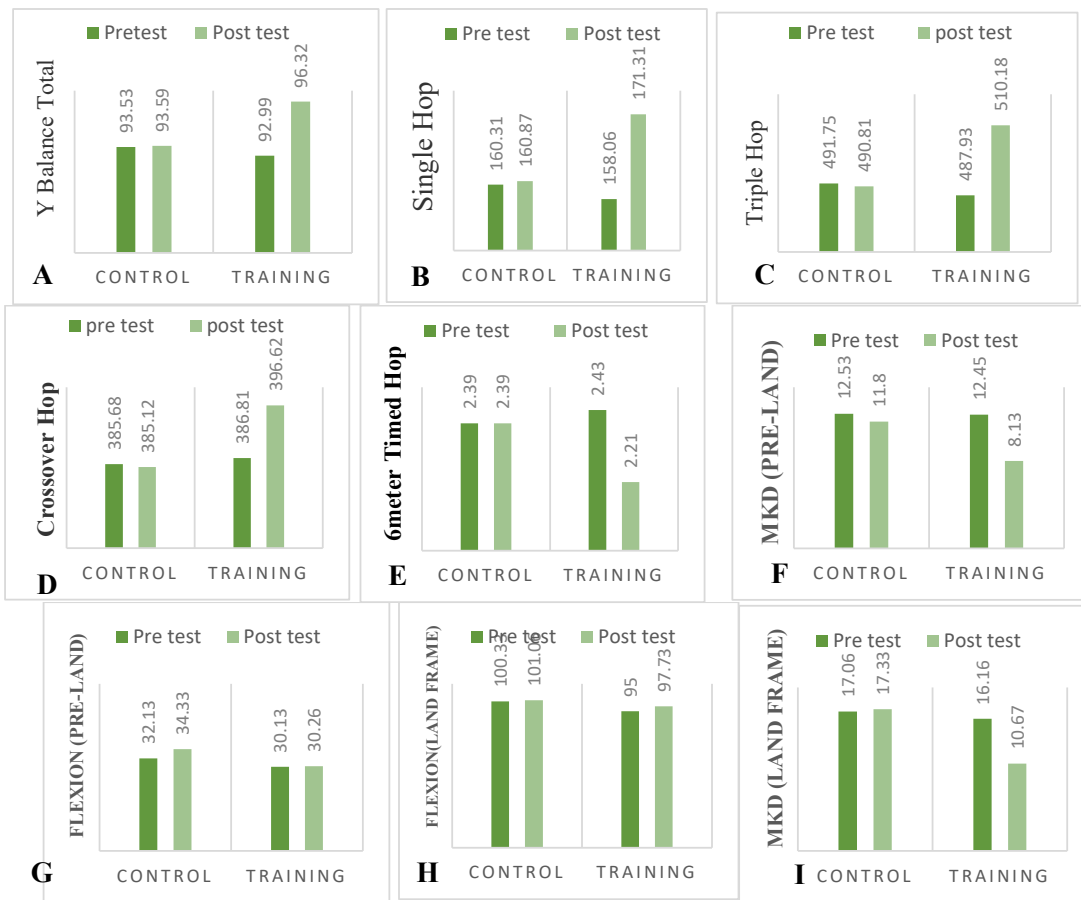 Pretest Post test
Y Balance Total
93.53
93.59
92.99
96.32
CONTROL TRAINING
A
Pre test Post test
Single Hop
160.31
160.87
158.06
171.31
CONTROL TRAINING
B
Pre test post test
Triple Hop
491.75
490.81
487.93
510.18
CONTROL TRAINING
C
pre test post test
Crossover Hop
385.68
385.12
386.81
396.62
CONTROL TRAINING
D
Pre test Post test
6meter Timed Hop
2.39
2.39
2.43
2.21
CONTROL TRAINING
E
Pre test Post test
MKD (PRE-LAND)
12.53
11.8
12.45
8.13
CONTROL TRAINING
F
Pre test Post test
FLEXION (PRE-LAND)
32.13
34.33
30.13
30.26
CONTROL TRAINING
G
Pre test Post test
FLEXION(LAND FRAME)
95
97.73
CONTROL TRAINING
H
Pre test Post test
MKD (LAND FRAME)
17.06
17.33
16.16
10.67
CONTROL TRAINING
I